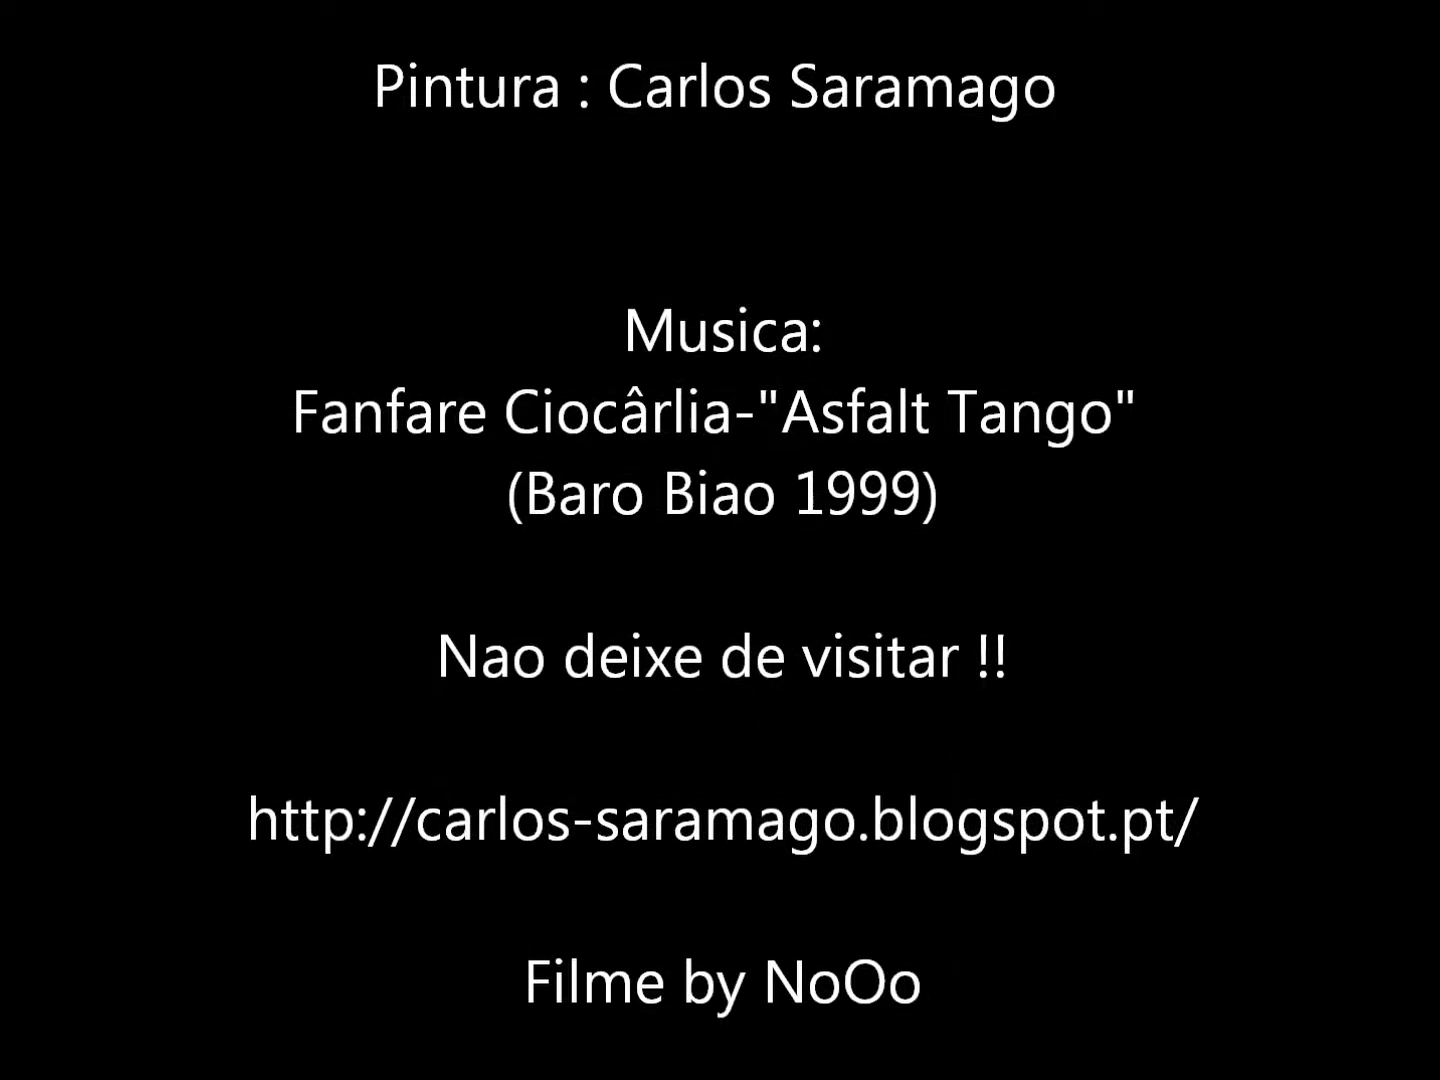 Pintura : Carlos Saramago
Musica:
Fanfare Ciocârlia-"Asfalt Tango"
(Baro Biao 1999)
Nao deixe de visitar !!
http://carlos-saramago.blogspot.pt/
Filme by NoOo